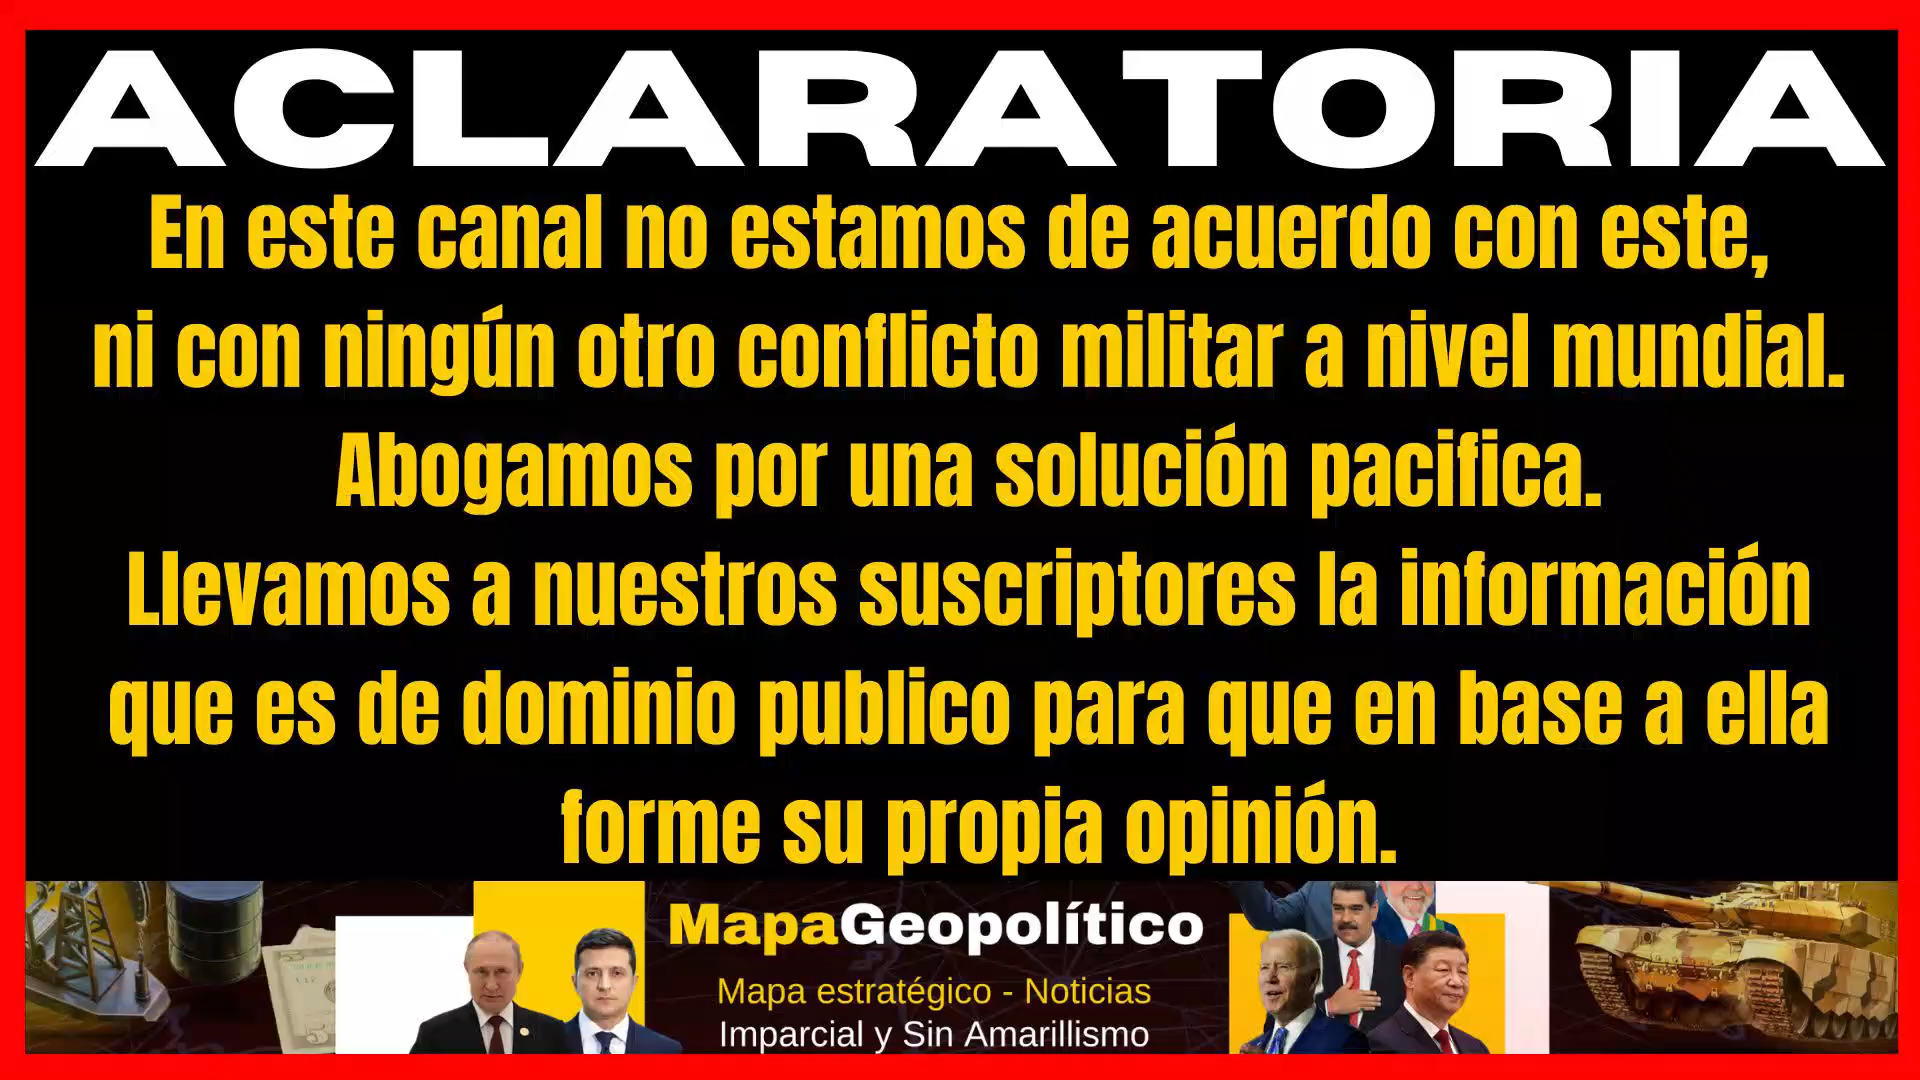 ACLARATORIA
En este canal no estamos de acuerdo con este,
ni con ningún otro conflicto militar a nivel mundial.
Abogamos por una solución pacifica.
Llevamos a nuestros suscriptores la información
que es de dominio publico para que en base a ella
forme su propia opinión.
MapaGeopolítico
Mapa estratégico - Noticias
Imparcial y Sin Amarillismo